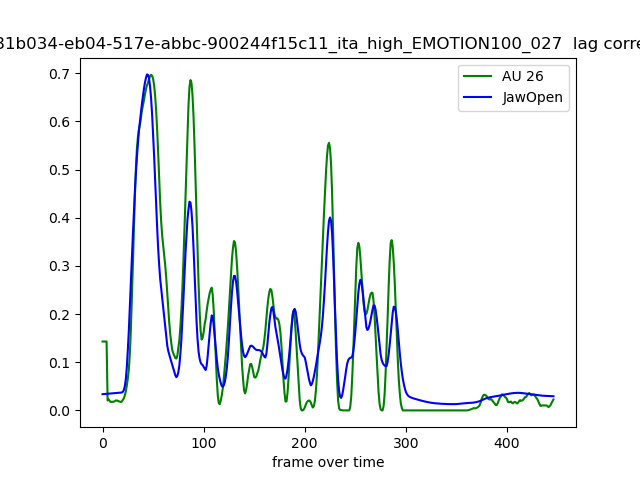 31b034-eb04-517e-abbc-900244f15c11_ita_high_EMOTION100_027 lag corre
AU 26
JawOpen
0.7
0.6
0.5
0.4
0.3
0.2
0.1
0.0
0 100 200 300 400
frame over time